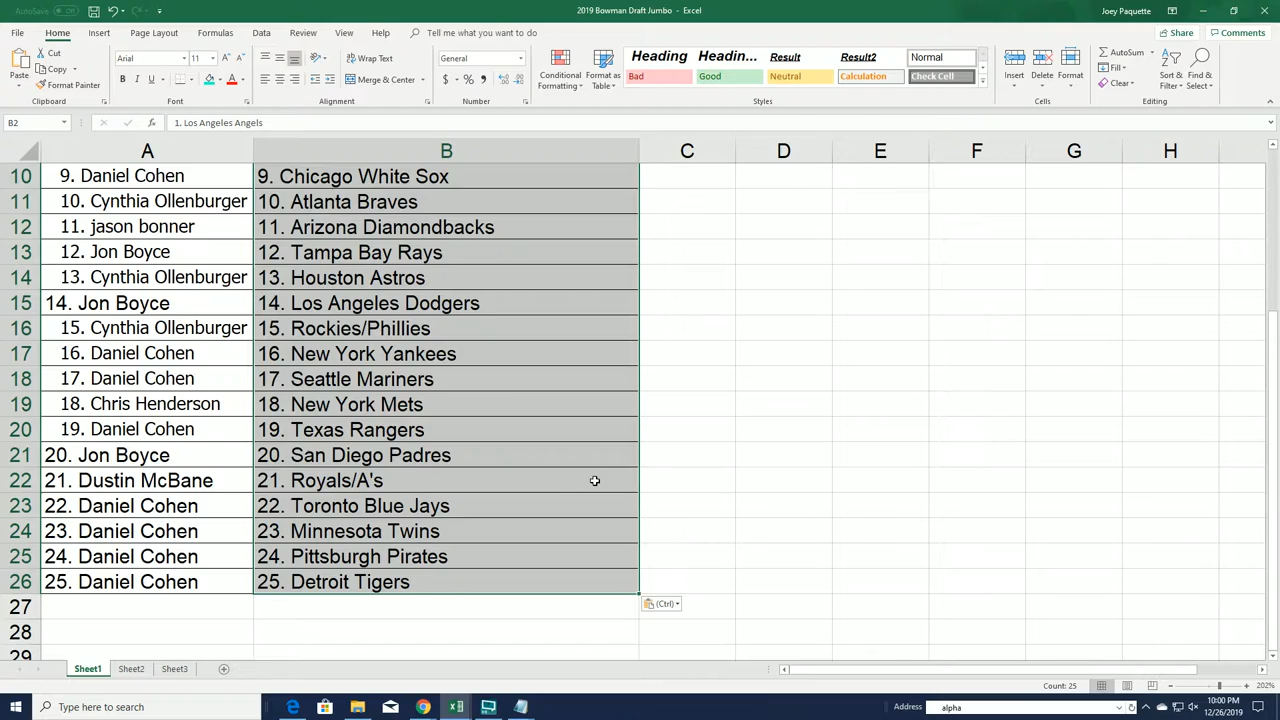 AutoSave Off
2019 Bowman Draft Jumbo - Excel
Joey Paquette
File Home Insert Page Layout Formulas Data Review View Help Tell me what you want to do
Share Comments
Paste Cut Copy Format Painter
Clipboard
Arial
B I U A
Font
Wrap Text
Merge & Center
Alignment
General
$ % ,
Number
Conditional Formatting Format as Table
Heading Headin... Result Result2 Normal
Bad Good Neutral Calculation Check Cell
Styles
Insert Delete Format
Cells
AutoSum Fill Clear
Sort & Filter Find & Select
Editing
B2 fx 1. Los Angeles Angels
A B C D E F G H
10 9. Daniel Cohen 9. Chicago White Sox
11 10. Cynthia Ollenburger 10. Atlanta Braves
12 11. jason bonner 11. Arizona Diamondbacks
13 12. Jon Boyce 12. Tampa Bay Rays
14 13. Cynthia Ollenburger 13. Houston Astros
15 14. Jon Boyce 14. Los Angeles Dodgers
16 15. Cynthia Ollenburger 15. Rockies/Phillies
17 16. Daniel Cohen 16. New York Yankees
18 17. Daniel Cohen 17. Seattle Mariners
19 18. Chris Henderson 18. New York Mets
20 19. Daniel Cohen 19. Texas Rangers
21 20. Jon Boyce 20. San Diego Padres
22 21. Dustin McBane 21. Royals/A's
23 22. Daniel Cohen 22. Toronto Blue Jays
24 23. Daniel Cohen 23. Minnesota Twins
25 24. Daniel Cohen 24. Pittsburgh Pirates
26 25. Daniel Cohen 25. Detroit Tigers
27
(Ctrl)
28
29
Sheet1 Sheet2 Sheet3
Count: 25
202%
Type here to search
Address alpha
10:00 PM
12/26/2019